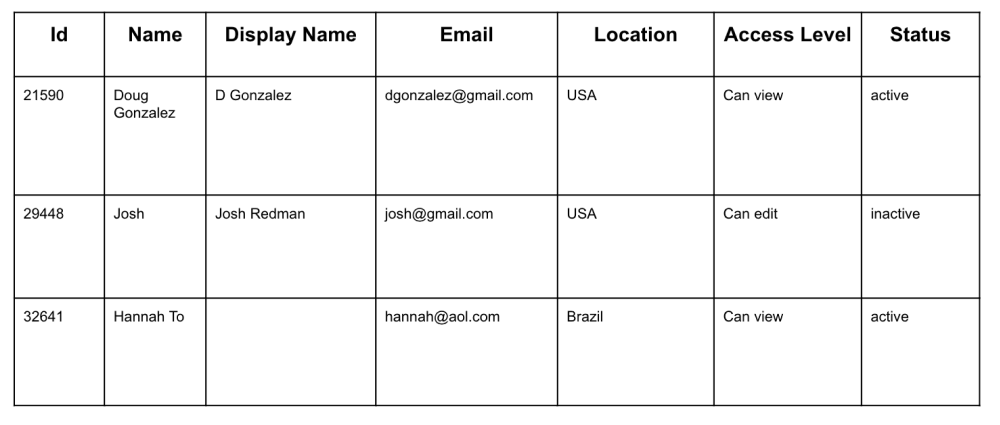 Id Name Display Name Email Location Access Level Status
21590 Doug Gonzalez D Gonzalez dgonzalez@gmail.com USA Can view active
29448 Josh Josh Redman josh@gmail.com USA Can edit inactive
32641 Hannah To hannah@aol.com Brazil Can view active